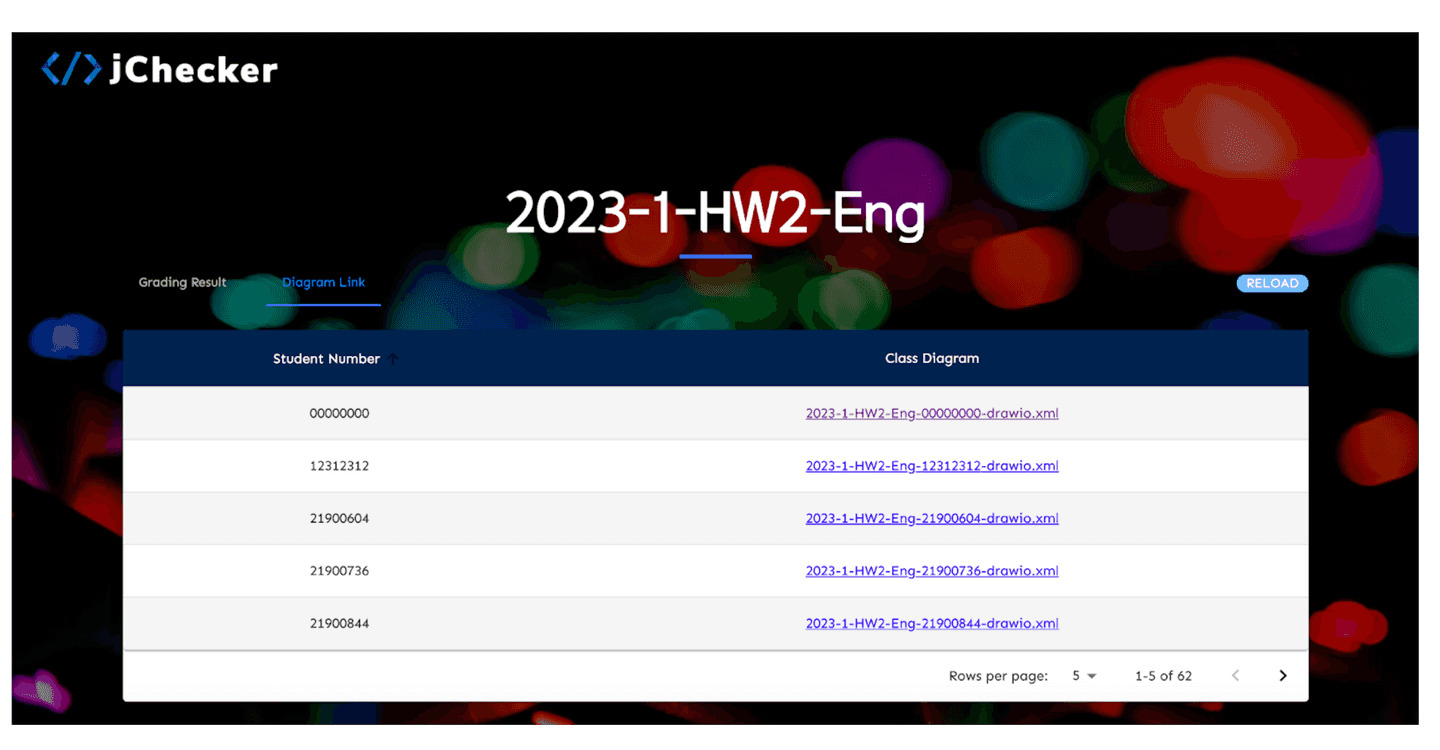 </> jChecker
2023-1-HW2-Eng
Grading Result Diagram Link RELOAD
Student Number ↑ Class Diagram
00000000 2023-1-HW2-Eng-00000000-drawio.xml
12312312 2023-1-HW2-Eng-12312312-drawio.xml
21900604 2023-1-HW2-Eng-21900604-drawio.xml
21900736 2023-1-HW2-Eng-21900736-drawio.xml
21900844 2023-1-HW2-Eng-21900844-drawio.xml
Rows per page: 5 1-5 of 62